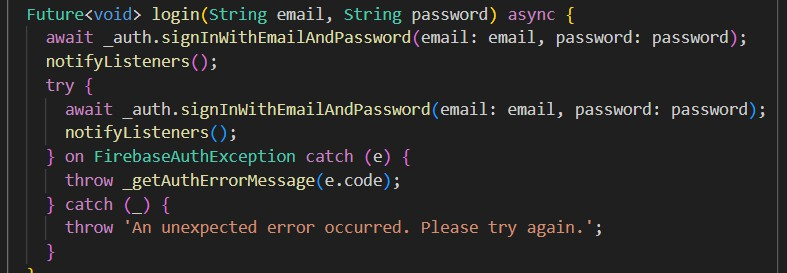 Future<void> login(String email, String password) async {
  await _auth.signInWithEmailAndPassword(email: email, password: password);
  notifyListeners();
  try {
    await _auth.signInWithEmailAndPassword(email: email, password: password);
    notifyListeners();
  } on FirebaseAuthException catch (e) {
    throw _getAuthErrorMessage(e.code);
  } catch (_) {
    throw 'An unexpected error occurred. Please try again.';
  }
}